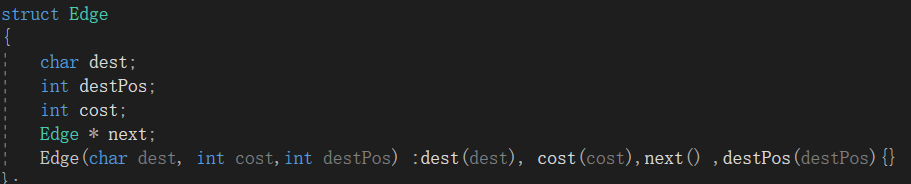 struct Edge
{
char dest;
int destPos;
int cost;
Edge * next;
Edge(char dest, int cost,int destPos) :dest(dest), cost(cost),next() ,destPos(destPos){}
};